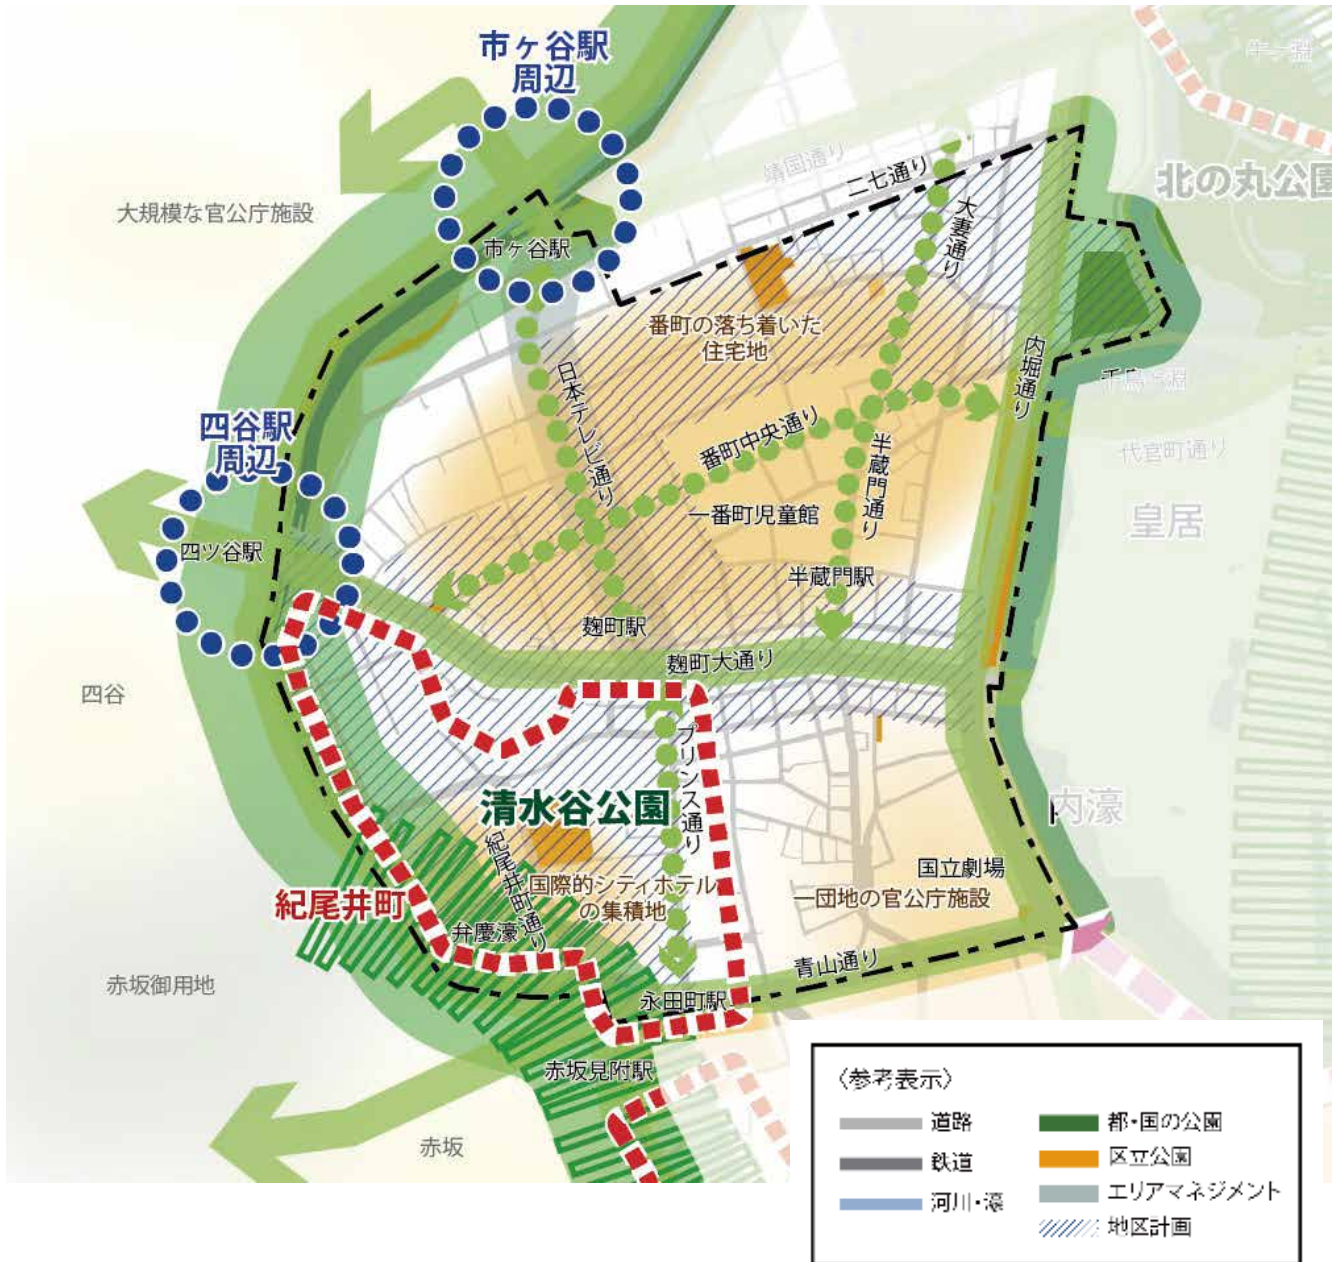 市ヶ谷駅
周辺
牛ヶ淵
北の丸公園
靖国通り
二七通り
大妻通り
大規模な官公庁施設
市ヶ谷駅
番町の落ち着いた
住宅地
内堀通り
千鳥ヶ淵
代官町通り
皇居
日本テレビ通り
番町中央通り
半蔵門通り
四谷駅
周辺
四ツ谷駅
一番町児童館
半蔵門駅
麹町駅
麹町大通り
四谷
プリンス通り
清水谷公園
内濠
紀尾井町通り
国立劇場
国際的シティホテル
の集積地
一団地の官公庁施設
紀尾井町
弁慶濠
青山通り
赤坂御用地
永田町駅
赤坂見附駅
赤坂
〈参考表示〉
道路
鉄道
河川・濠
都・国の公園
区立公園
エリアマネジメント
地区計画